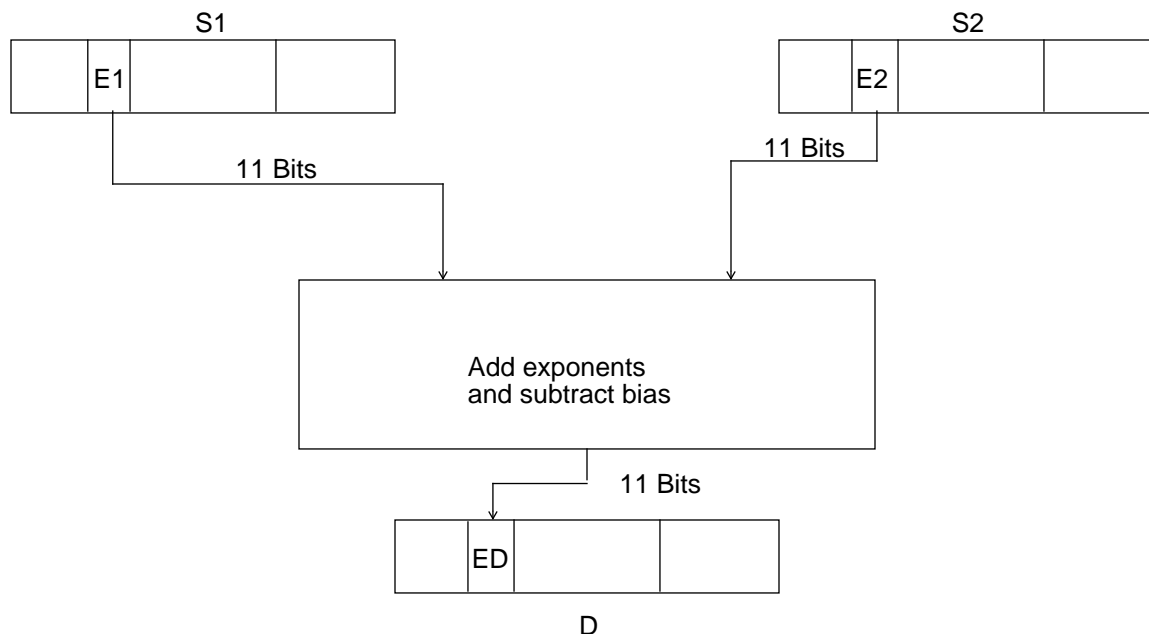 S1
S2
E1
E2
11 Bits
11 Bits
Add exponents
and subtract bias
11 Bits
ED
D